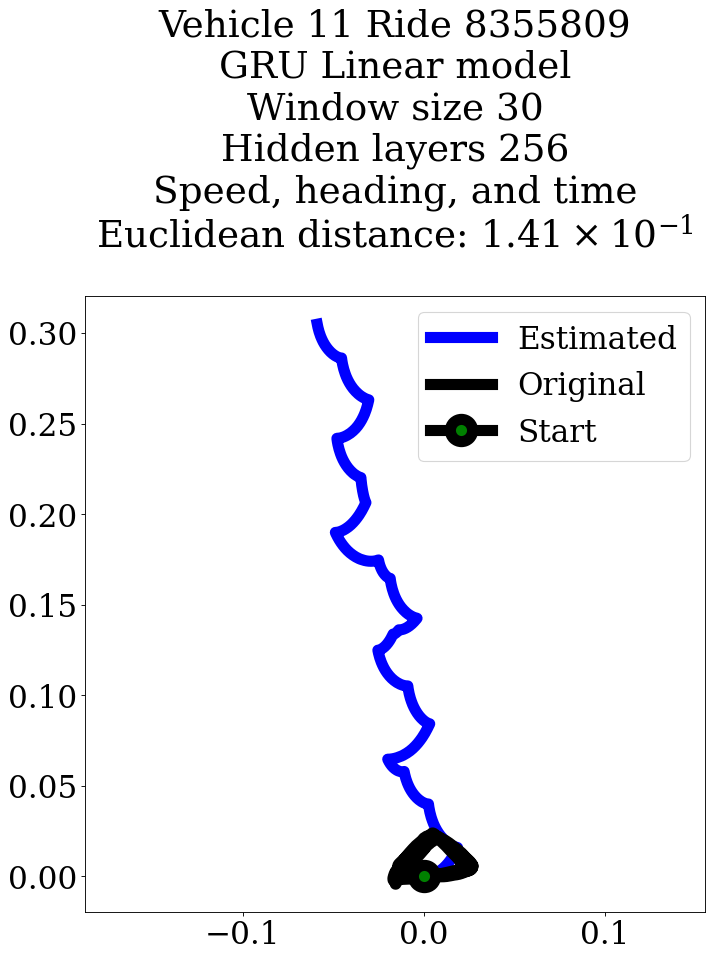 Vehicle 11 Ride 8355809
GRU Linear model
Window size 30
Hidden layers 256
Speed, heading, and time
Euclidean distance: 1.41 × 10⁻¹
Estimated
Original
Start
0.30
0.25
0.20
0.15
0.10
0.05
0.00
−0.1
0.0
0.1